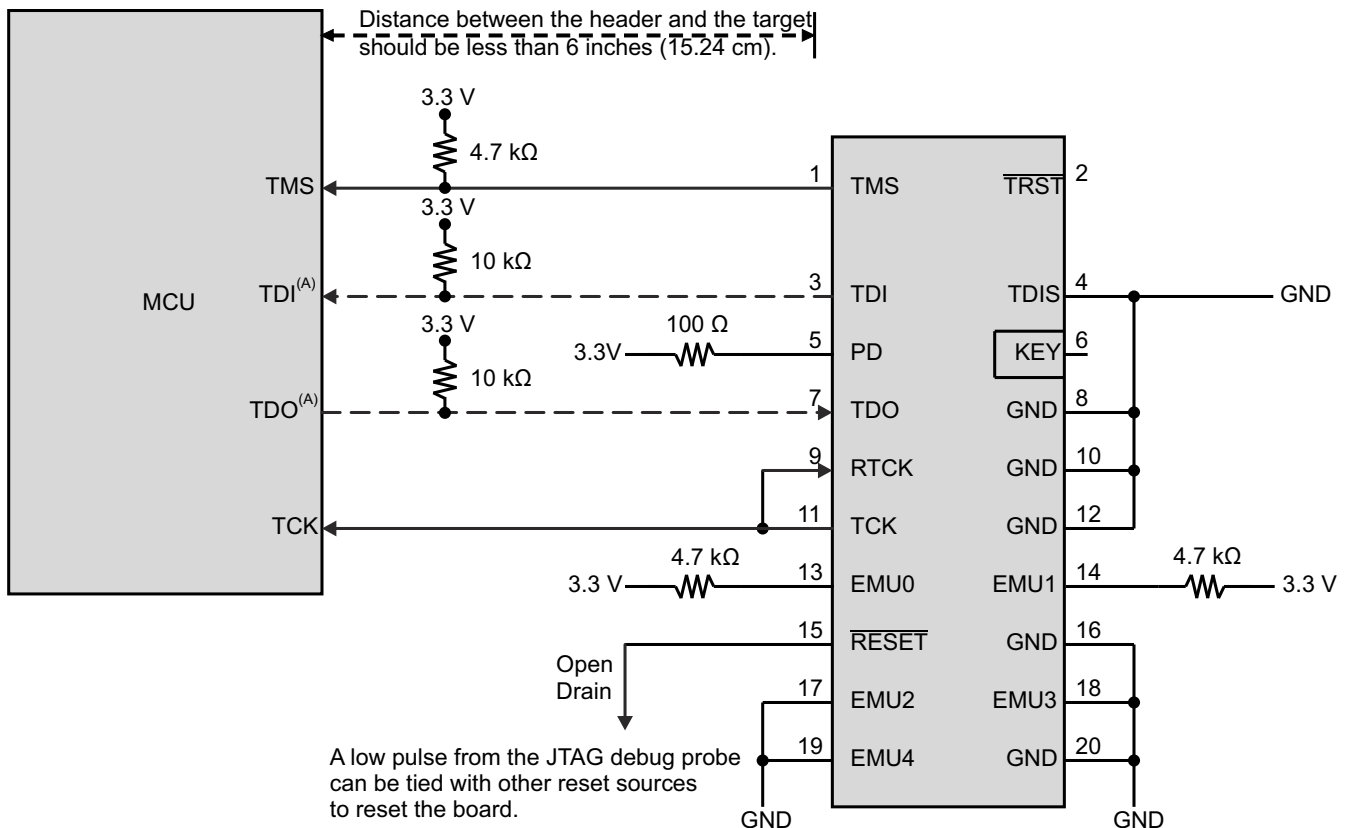 Distance between the header and the target
should be less than 6 inches (15.24 cm).
3.3 V
4.7 kΩ
TMS
1
TMS
TRST
2
3.3 V
10 kΩ
MCU
TDI(A)
3
TDI
TDIS
4
GND
3.3 V
100 Ω
3.3V
5
PD
KEY
6
10 kΩ
TDO(A)
7
TDO
GND
8
9
RTCK
GND
10
TCK
11
TCK
GND
12
4.7 kΩ
3.3 V
13
EMU0
EMU1
14
4.7 kΩ
3.3 V
15
RESET
GND
16
Open
Drain
17
EMU2
EMU3
18
19
EMU4
GND
20
A low pulse from the JTAG debug probe
can be tied with other reset sources
to reset the board.
GND
GND